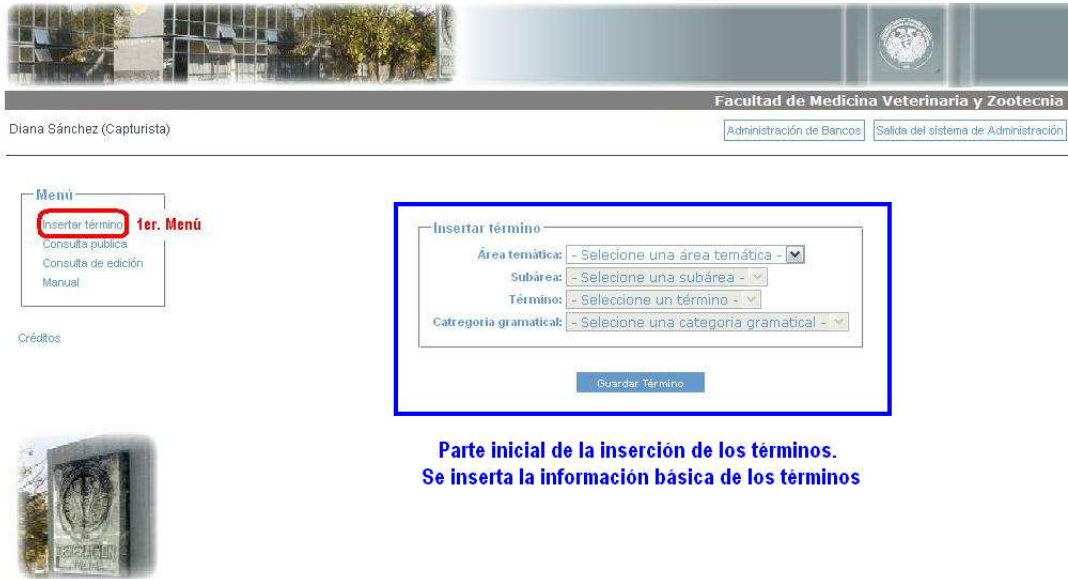 Facultad de Medicina Veterinaria y Zootecnia
Diana Sánchez (Capturista)
Administración de Bancos
Salida del sistema de Administración
Menú
Insertar término
1er. Menú
Consulta publica
Consulta de edición
Manual
Créditos
Insertar término
Área temática: - Selecione una área temática -
Subárea: - Selecione una subárea -
Término: - Seleccione un término -
Catregoria gramatical: - Selecione una categoria gramatical -
Guardar Término
Parte inicial de la inserción de los términos.
Se inserta la información básica de los términos